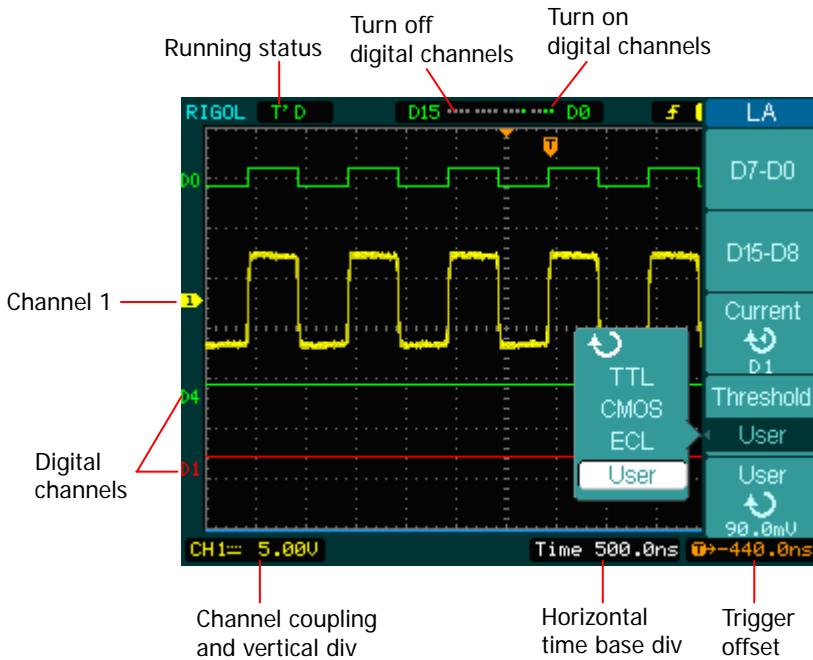 Turn off
digital channels
Turn on
digital channels
Running status
RIGOL T'D D15 D0 LA
T
D0
D7-D0
D15-D8
Channel 1
1
Current
D1
TTL
CMOS
ECL
User
D4
Threshold
User
Digital
channels
D1
User
90.0mV
CH1 5.00V Time 500.0ns T→-440.0ns
Channel coupling
and vertical div
Horizontal
time base div
Trigger
offset